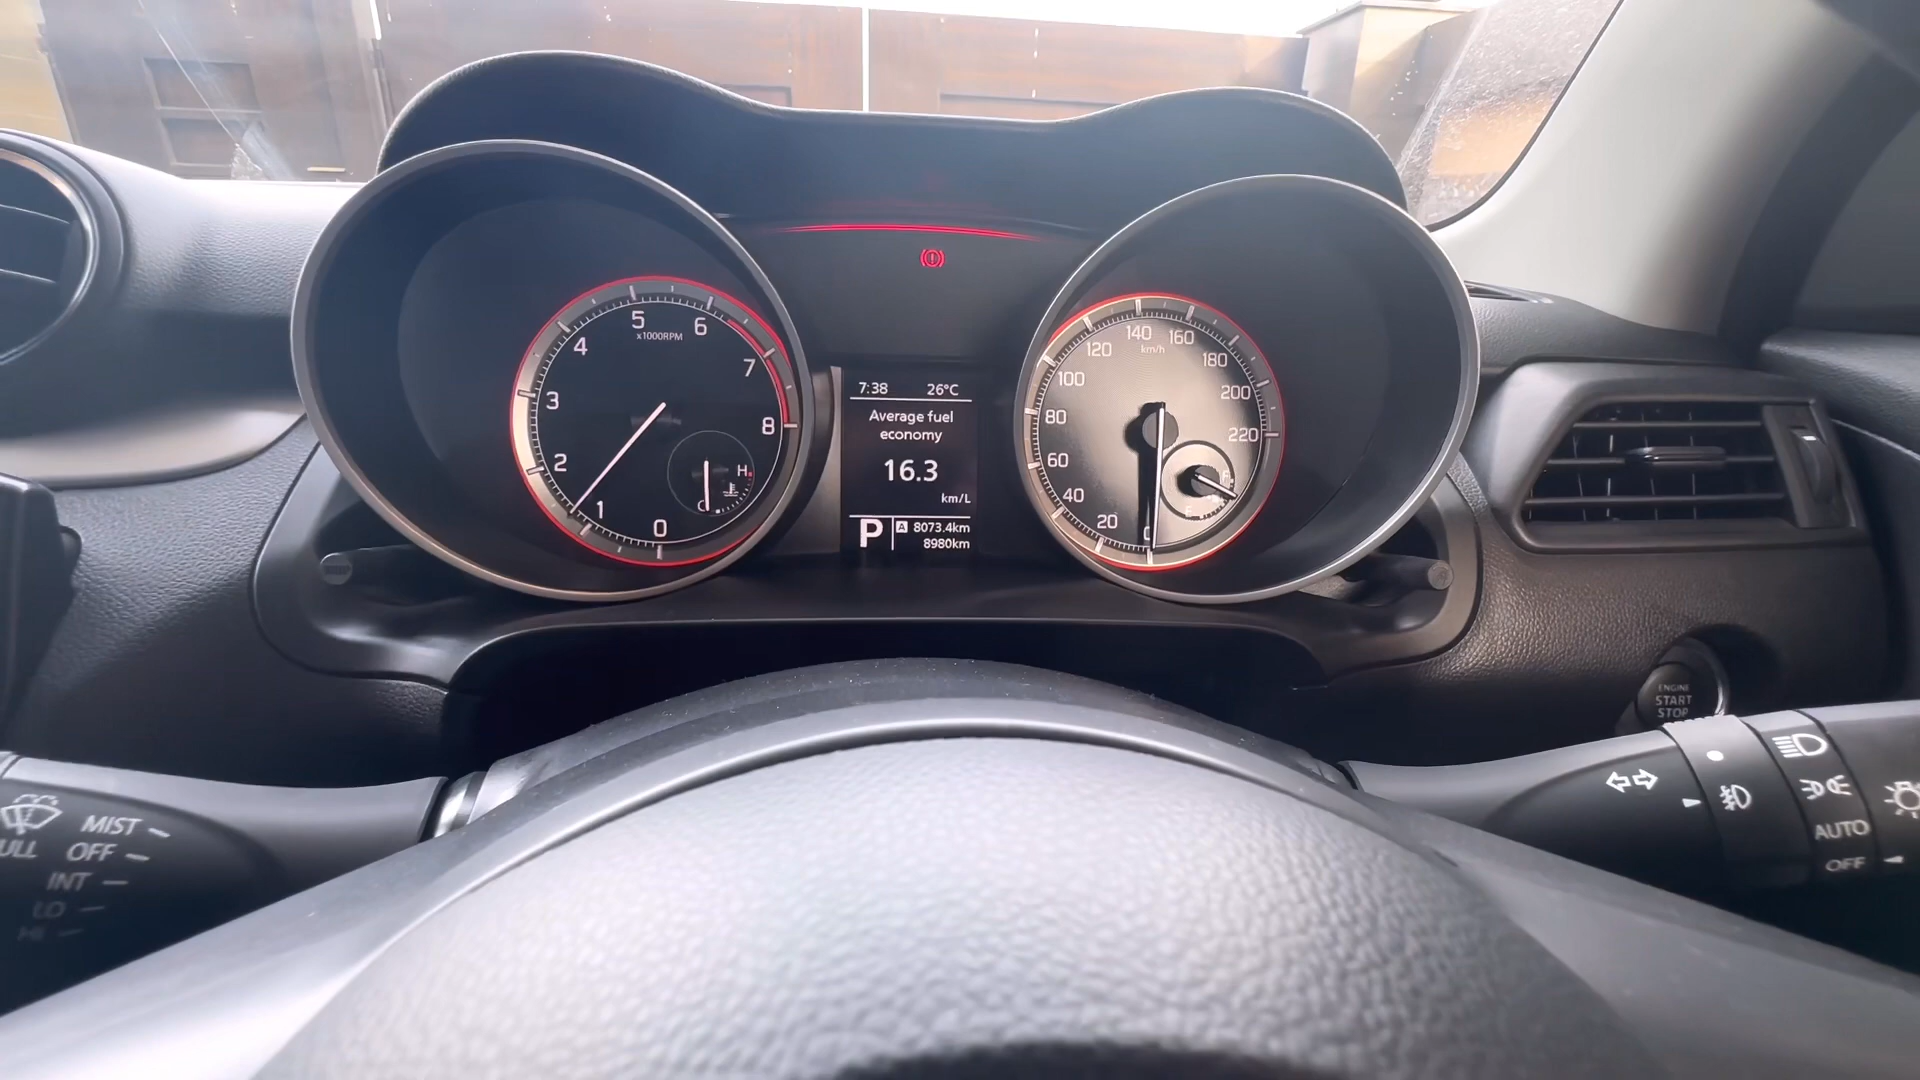 5
6
x1000RPM
4
7
3
8
2
1
0
H
C
7:38 26°C
Average fuel
economy
16.3
km/L
P
A 8073.4km
8980km
140
160
km/h
120
180
100
200
80
220
60
40
20
F
E
ENGINE
START
STOP
MIST
OFF
INT
LO
HI
AUTO
OFF